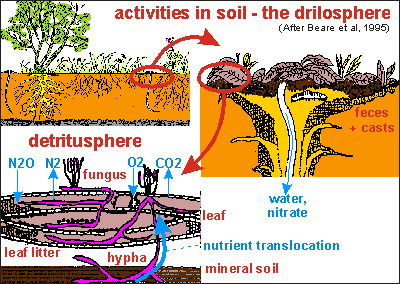 activities in soil - the drilosphere
(After Beare et al, 1995)
feces
+ casts
water,
nitrate
detritusphere
N2O N2 O2 CO2
fungus
leaf
leaf litter
hypha
nutrient translocation
mineral soil